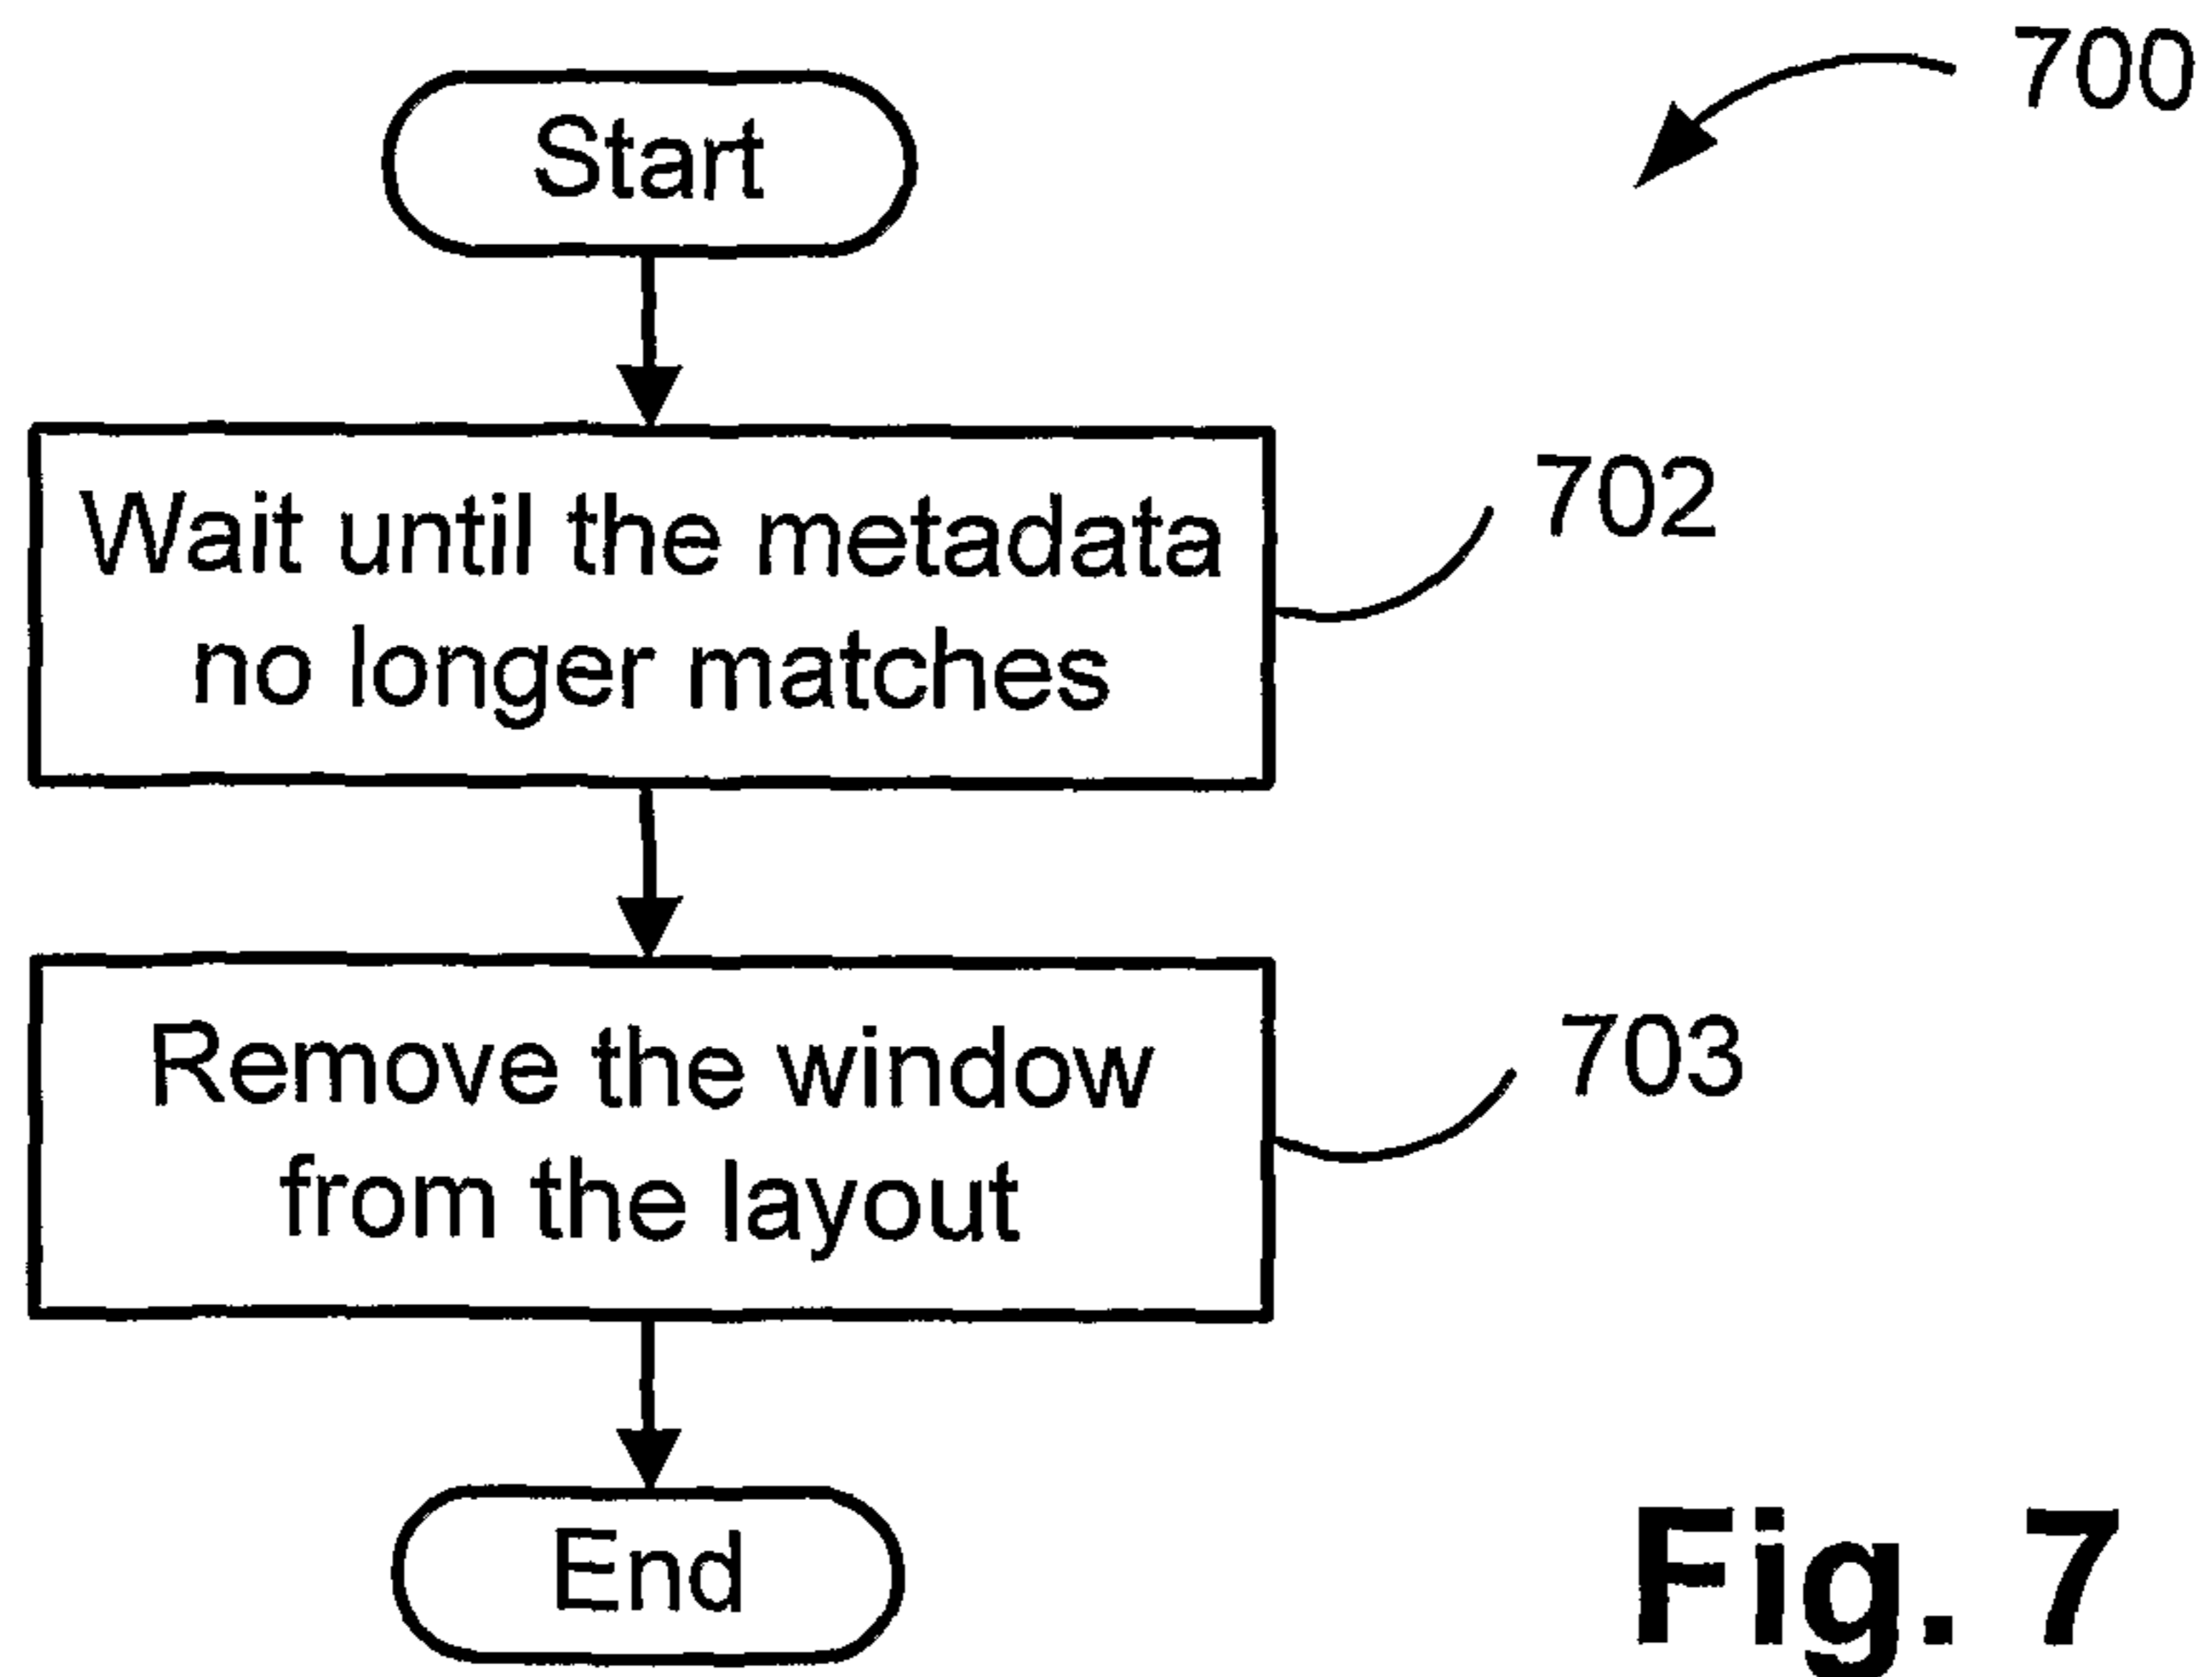 700
Start
Wait until the metadata
no longer matches
702
Remove the window
from the layout
703
End
Fig. 7